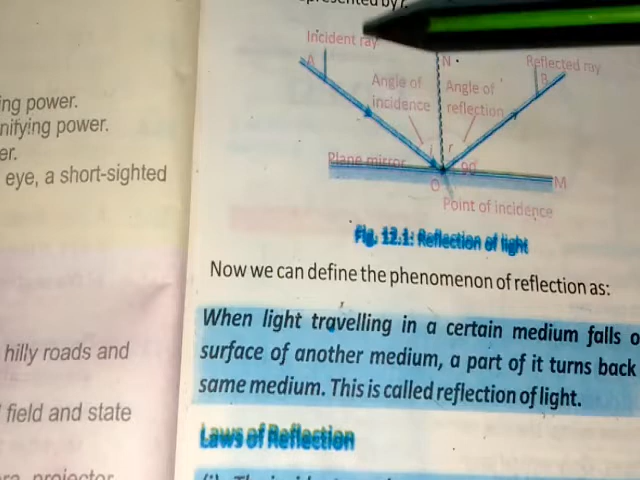 ing power.
nifying power.
er.
eye, a short-sighted
hilly roads and
field and state
Incident ray
A
N
Reflected ray
B
Angle of
incidence
Angle of
reflection
i
r
Plane mirror
90
O
M
Point of incidence
Fig. 12.1: Reflection of light
Now we can define the phenomenon of reflection as:
When light travelling in a certain medium falls o
surface of another medium, a part of it turns back
same medium. This is called reflection of light.
Laws of Reflection